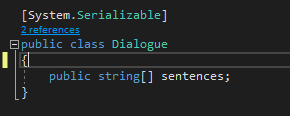 [System.Serializable]
2 references
public class Dialogue
{
public string[] sentences;
}